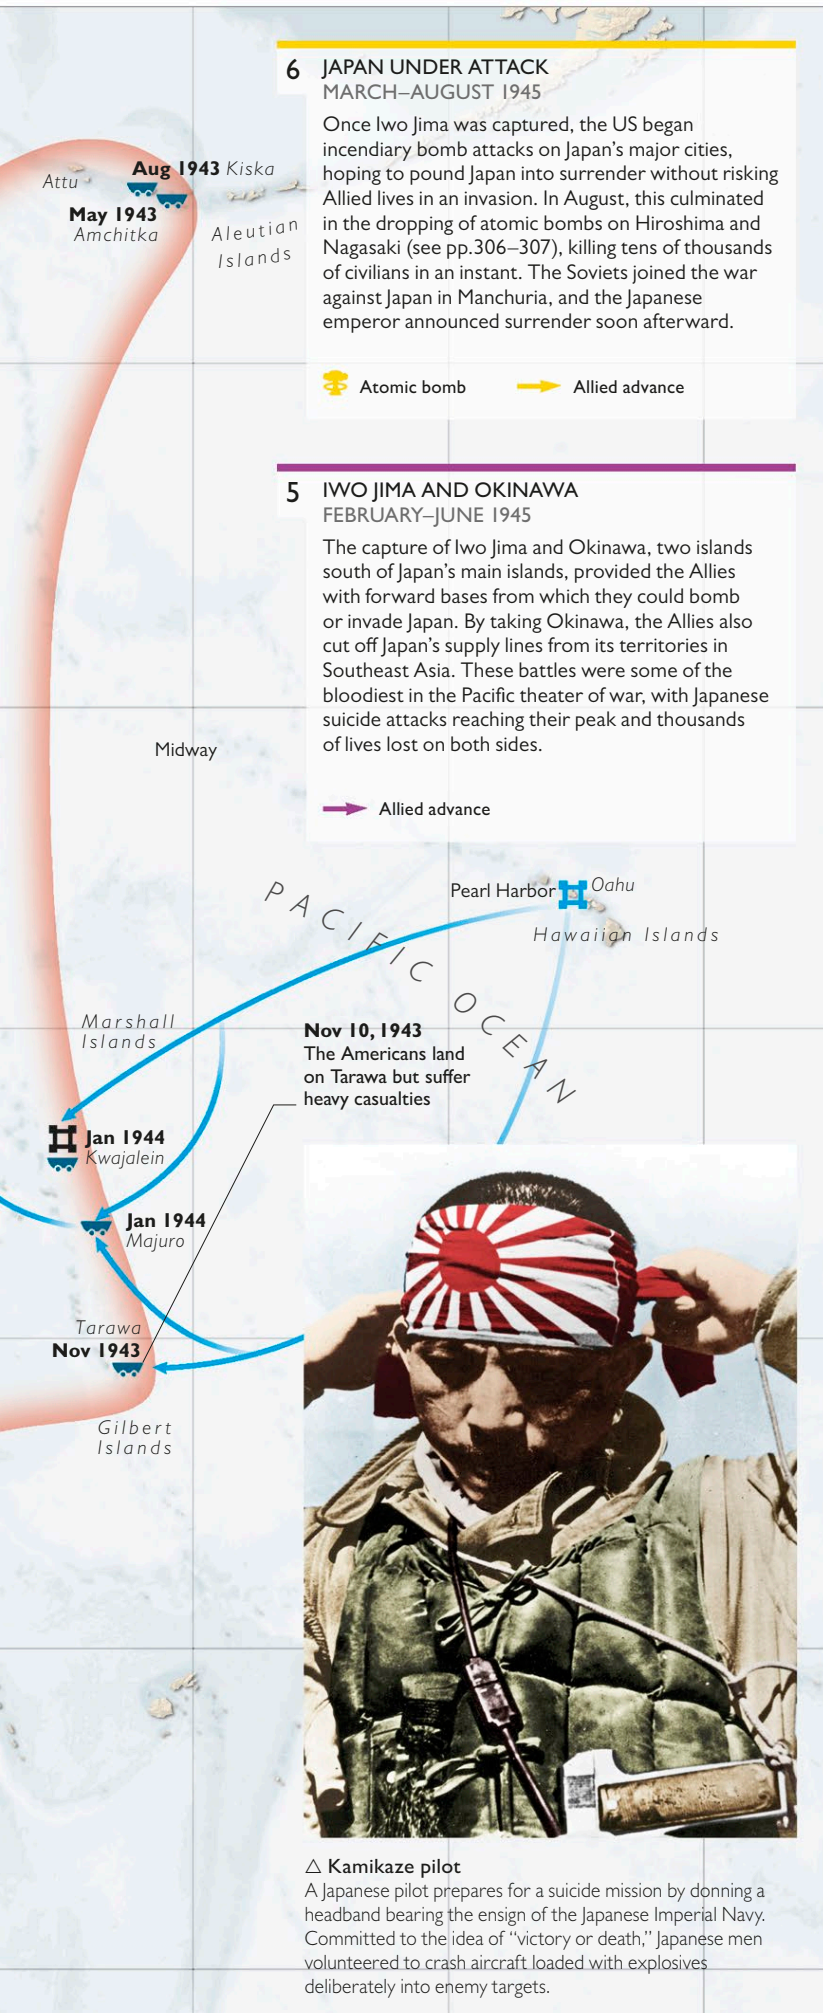 6 JAPAN UNDER ATTACK
MARCH–AUGUST 1945
Once Iwo Jima was captured, the US began
incendiary bomb attacks on Japan's major cities,
hoping to pound Japan into surrender without risking
Allied lives in an invasion. In August, this culminated
in the dropping of atomic bombs on Hiroshima and
Nagasaki (see pp.306–307), killing tens of thousands
of civilians in an instant. The Soviets joined the war
against Japan in Manchuria, and the Japanese
emperor announced surrender soon afterward.
Atomic bomb
Allied advance
Aug 1943 Kiska
Attu
May 1943
Amchitka
Aleutian
Islands
5 IWO JIMA AND OKINAWA
FEBRUARY–JUNE 1945
The capture of Iwo Jima and Okinawa, two islands
south of Japan's main islands, provided the Allies
with forward bases from which they could bomb
or invade Japan. By taking Okinawa, the Allies also
cut off Japan's supply lines from its territories in
Southeast Asia. These battles were some of the
bloodiest in the Pacific theater of war, with Japanese
suicide attacks reaching their peak and thousands
of lives lost on both sides.
Allied advance
Midway
PACIFIC OCEAN
Pearl Harbor
Oahu
Hawaiian Islands
Marshall
Islands
Nov 10, 1943
The Americans land
on Tarawa but suffer
heavy casualties
Jan 1944
Kwajalein
Jan 1944
Majuro
Tarawa
Nov 1943
Gilbert
Islands
△ Kamikaze pilot
A Japanese pilot prepares for a suicide mission by donning a
headband bearing the ensign of the Japanese Imperial Navy.
Committed to the idea of "victory or death," Japanese men
volunteered to crash aircraft loaded with explosives
deliberately into enemy targets.